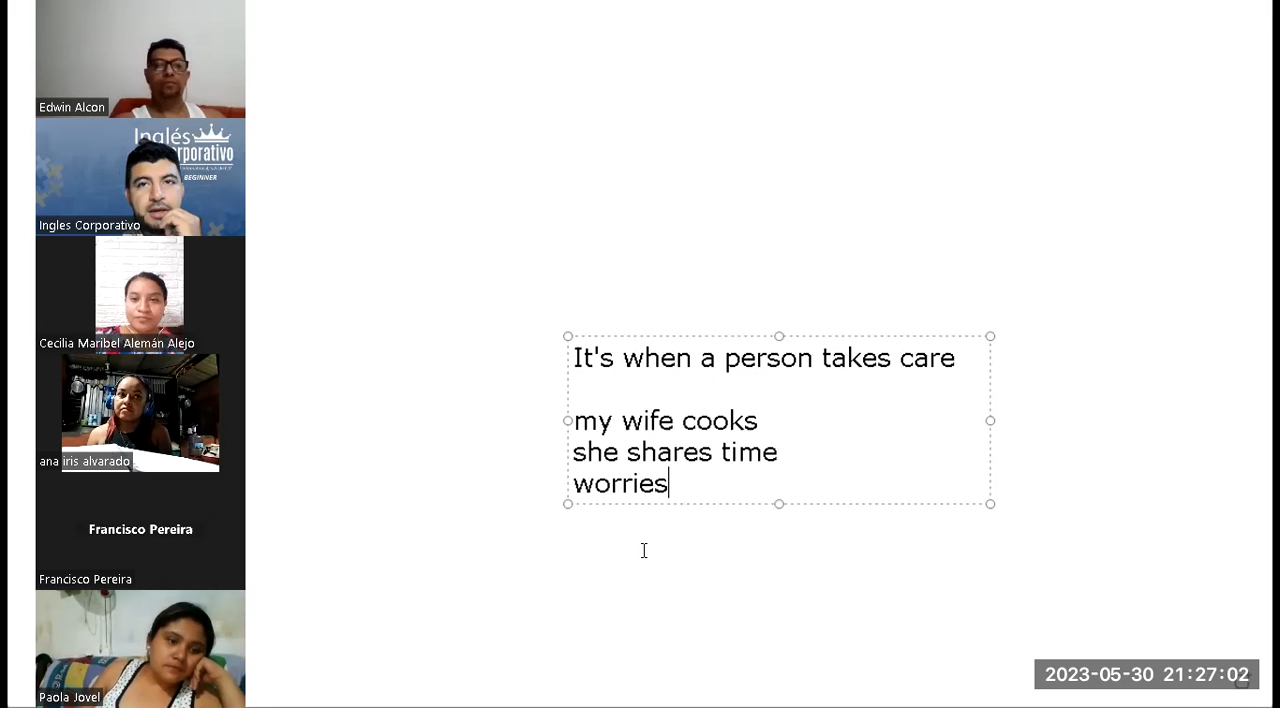 Edwin Alcon
Inglés
Corporativo
BEGINNER
Ingles Corporativo
Cecilia Maribel Alemán Alejo
ana iris alvarado
Francisco Pereira
Francisco Pereira
Paola Jovel
It's when a person takes care
my wife cooks
she shares time
worries
2023-05-30 21:27:02